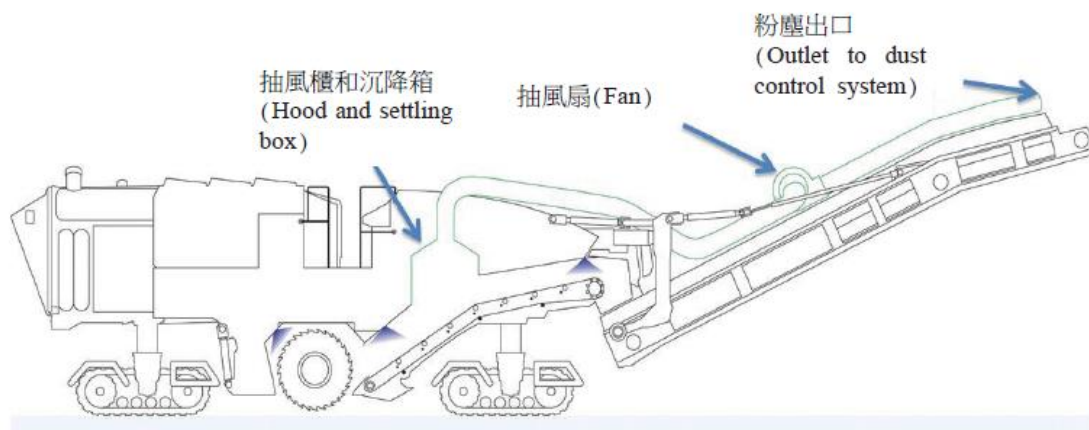 抽風櫃和沉降箱
(Hood and settling
box)
抽風扇(Fan)
粉塵出口
(Outlet to dust
control system)